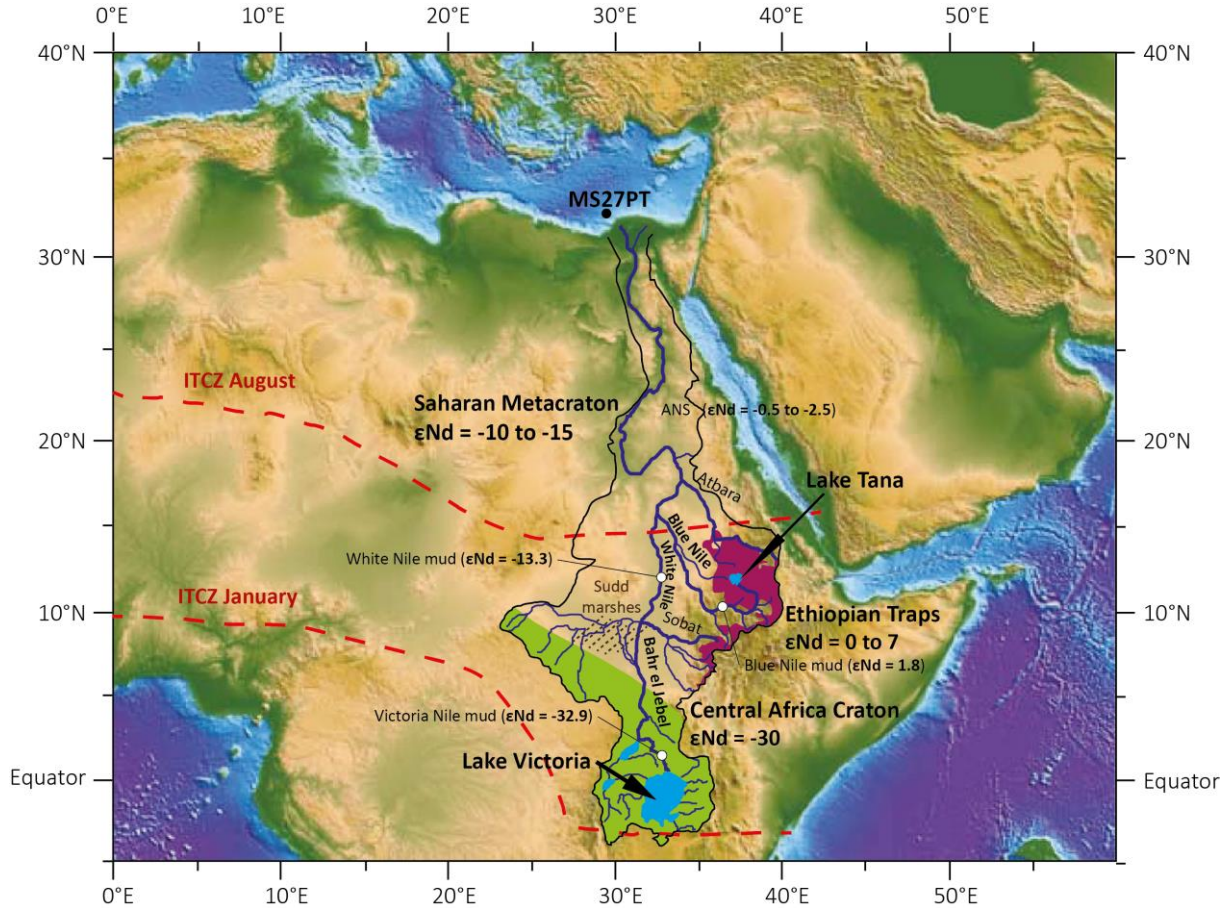 0°E 10°E 20°E 30°E 40°E 50°E
40°N 40°N
MS27PT
30°N 30°N
ITCZ August
Saharan Metacraton
εNd = -10 to -15
ANS (εNd = -0.5 to -2.5)
20°N 20°N
Atbara
Lake Tana
Blue Nile
White Nile mud (εNd = -13.3)
White Nile
ITCZ January
Sudd
marshes
10°N 10°N
Sobat
Ethiopian Traps
εNd = 0 to 7
Blue Nile mud (εNd = 1.8)
Bahr el Jebel
Victoria Nile mud (εNd = -32.9)
Central Africa Craton
εNd = -30
Lake Victoria
Equator Equator
0°E 10°E 20°E 30°E 40°E 50°E